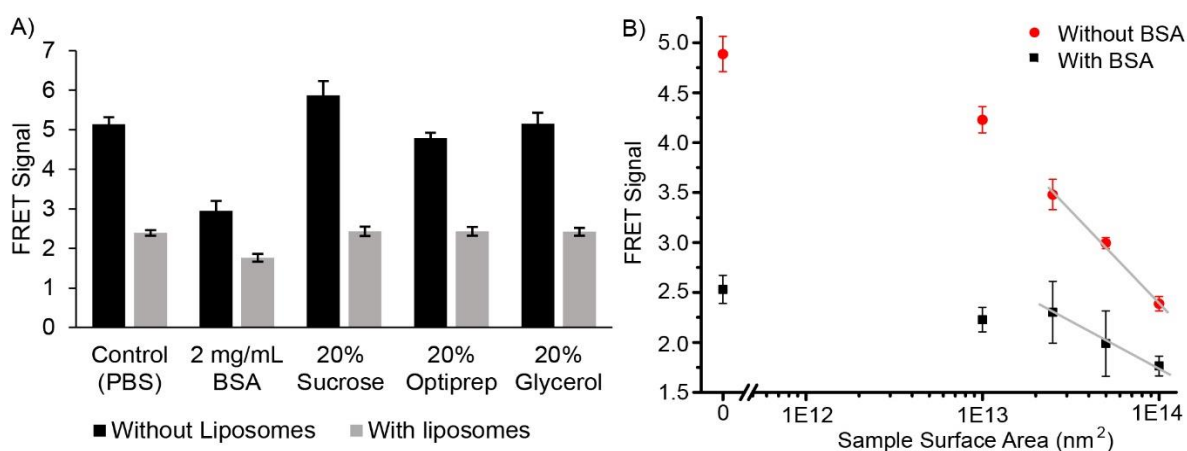 A)
7
6
5
4
3
2
1
0
FRET Signal
Control
(PBS)
2 mg/mL
BSA
20%
Sucrose
20%
Optiprep
20%
Glycerol
Without Liposomes
With liposomes
B)
Without BSA
With BSA
5.0
4.5
4.0
3.5
3.0
2.5
2.0
1.5
FRET Signal
0
1E12
1E13
1E14
Sample Surface Area (nm²)